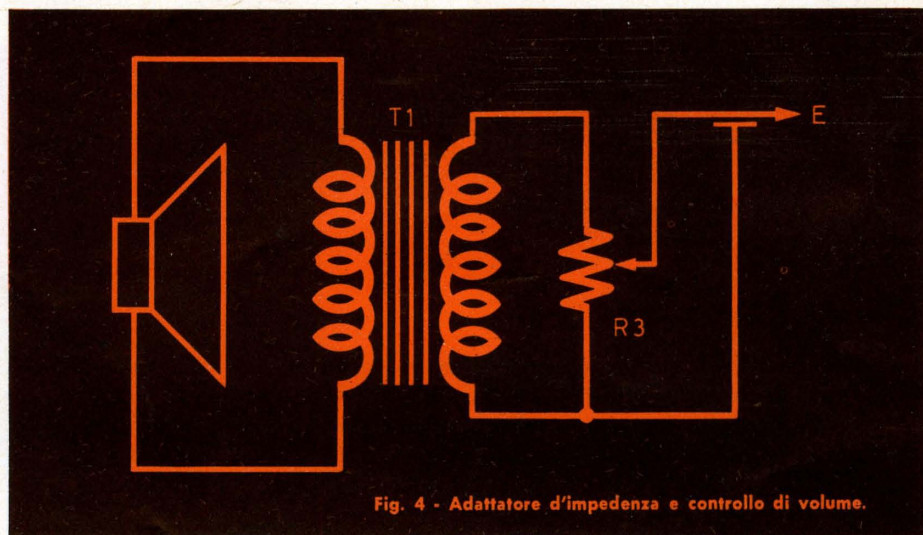 T1
E
R3
Fig. 4 - Adattatore d'impedenza e controllo di volume.